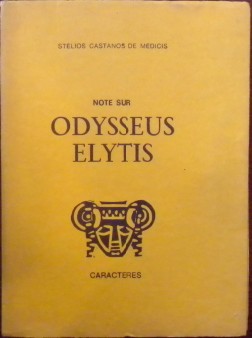 STELIOS CASTANOS DE MEDICIS
NOTE SUR
ODYSSEUS
ELYTIS
CARACTERES